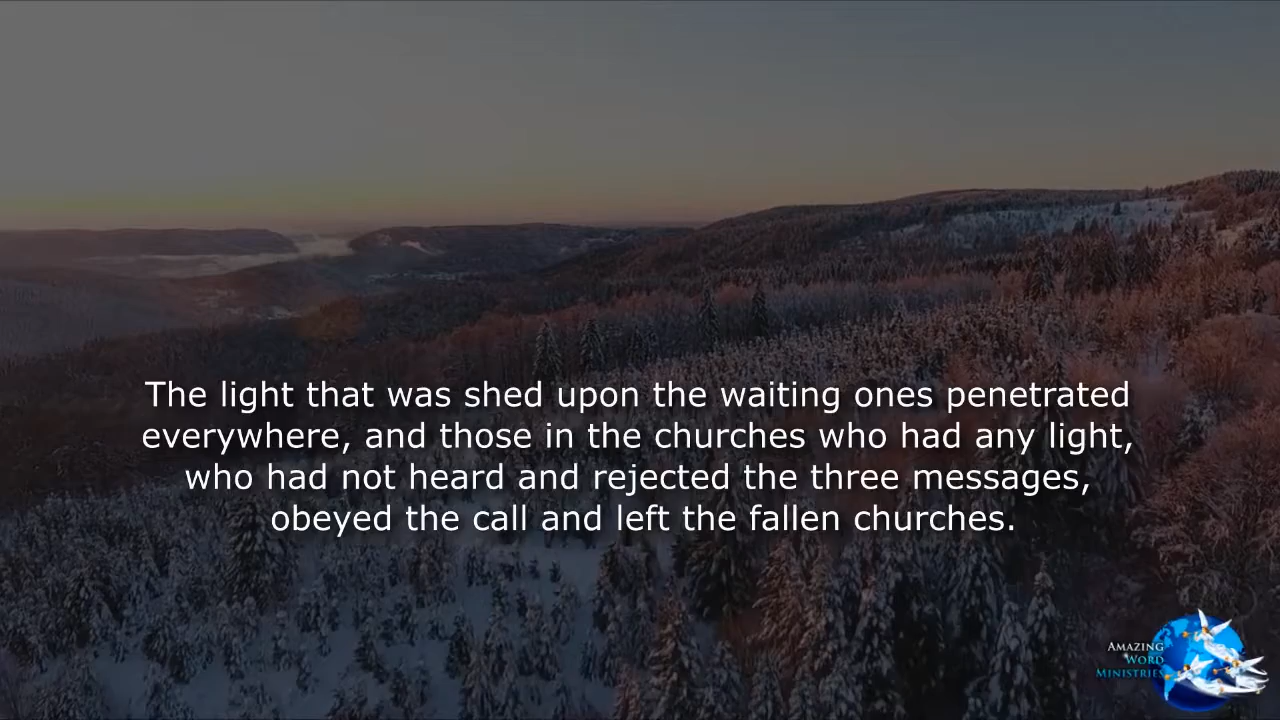 The light that was shed upon the waiting ones penetrated
everywhere, and those in the churches who had any light,
who had not heard and rejected the three messages,
obeyed the call and left the fallen churches.
AMAZING
WORD
MINISTRIES